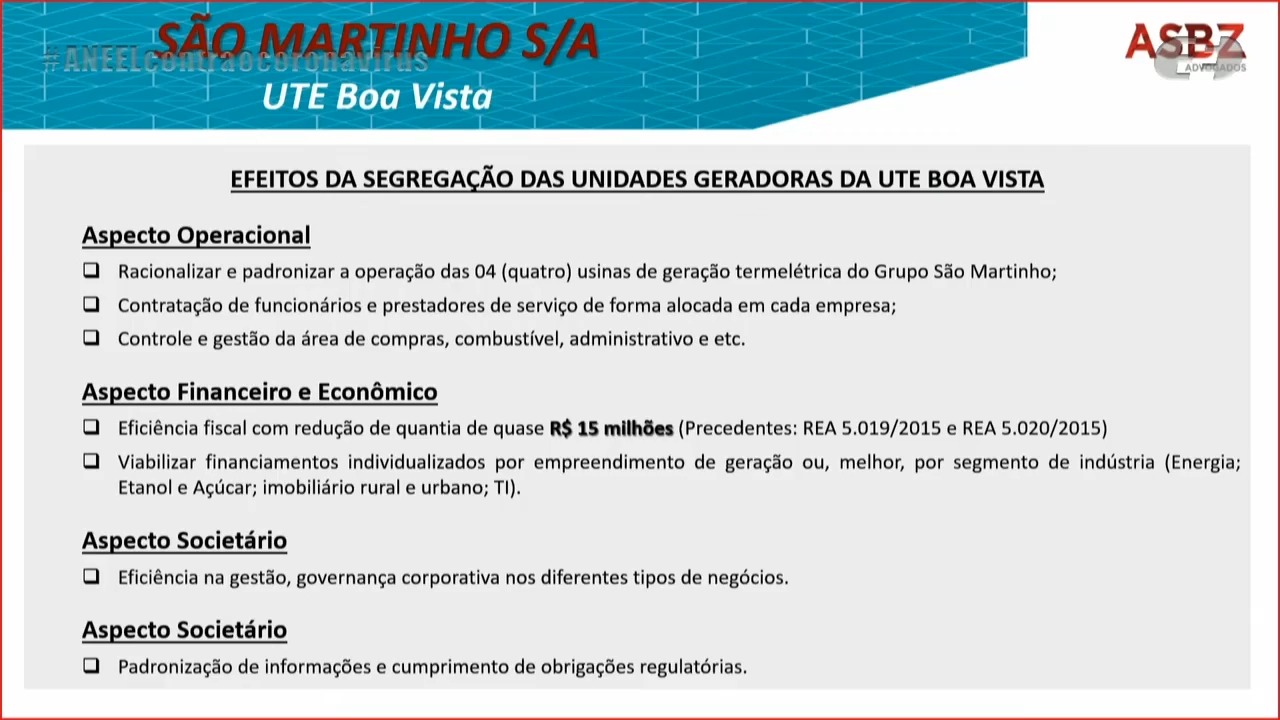 SÃO MARTINHO S/A
#ANEELcontraocoronavirus
UTE Boa Vista
ASBZ
ADVOGADOS
EFEITOS DA SEGREGAÇÃO DAS UNIDADES GERADORAS DA UTE BOA VISTA
Aspecto Operacional
❑ Racionalizar e padronizar a operação das 04 (quatro) usinas de geração termelétrica do Grupo São Martinho;
❑ Contratação de funcionários e prestadores de serviço de forma alocada em cada empresa;
❑ Controle e gestão da área de compras, combustível, administrativo e etc.
Aspecto Financeiro e Econômico
❑ Eficiência fiscal com redução de quantia de quase R$ 15 milhões (Precedentes: REA 5.019/2015 e REA 5.020/2015)
❑ Viabilizar financiamentos individualizados por empreendimento de geração ou, melhor, por segmento de indústria (Energia;
Etanol e Açúcar; imobiliário rural e urbano; TI).
Aspecto Societário
❑ Eficiência na gestão, governança corporativa nos diferentes tipos de negócios.
Aspecto Societário
❑ Padronização de informações e cumprimento de obrigações regulatórias.